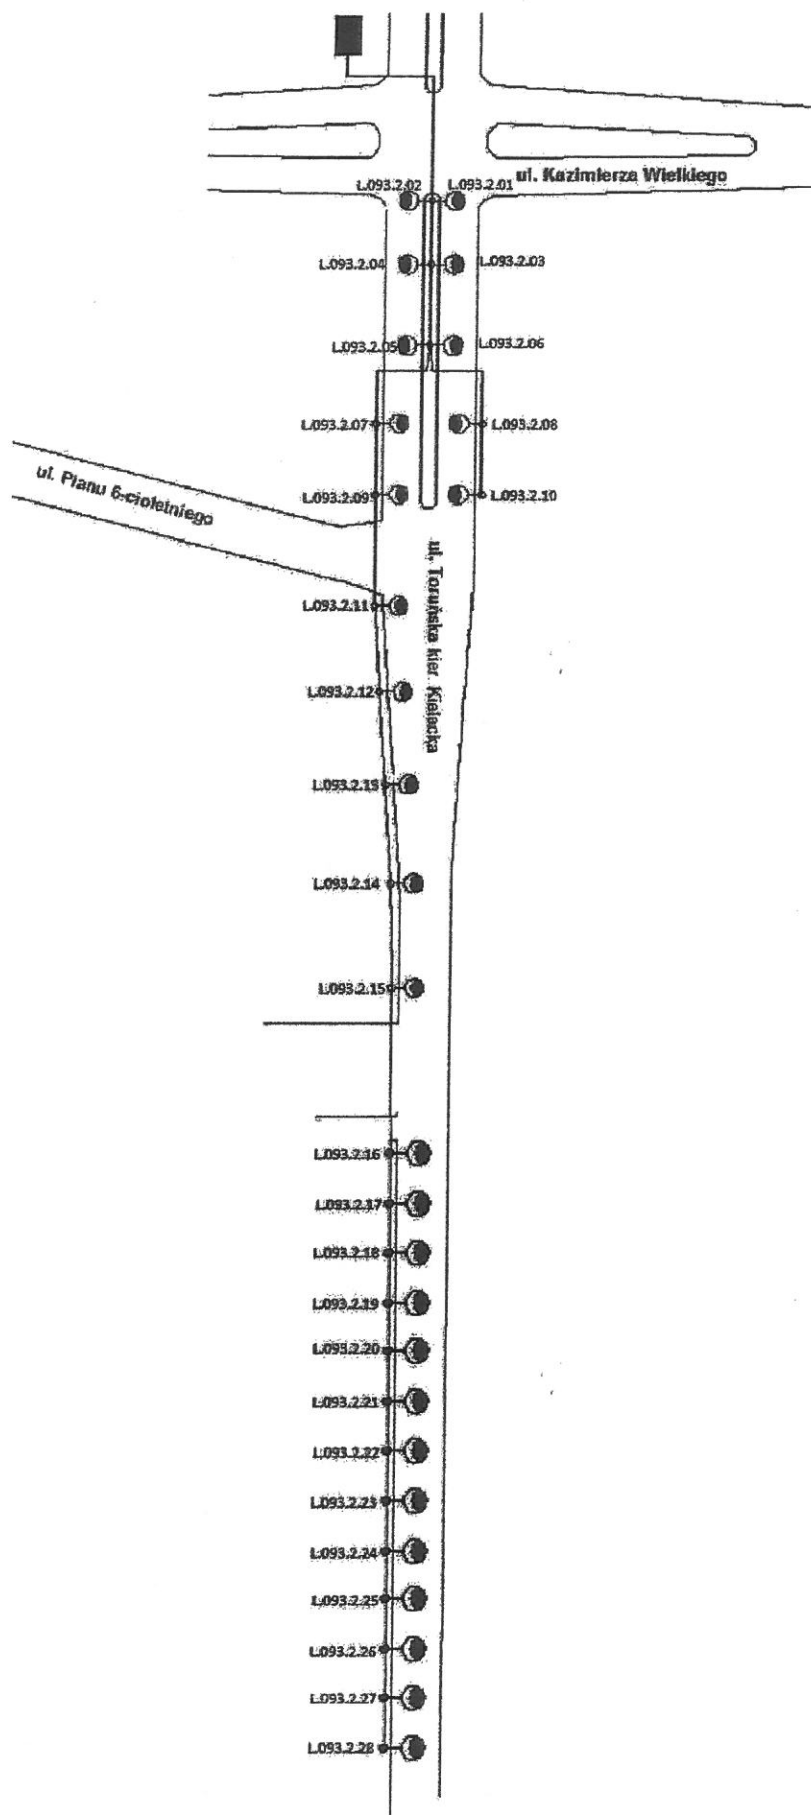 L.093.2.02 L.093.2.01
ul. Kazimierza Wielkiego
L.093.2.04 L.093.2.03
L.093.2.05 L.093.2.06
L.093.2.07 L.093.2.08
ul. Planu 6-cioletniego
L.093.2.09 L.093.2.10
ul. Toruńska kier. Kielecka
L.093.2.11
L.093.2.12
L.093.2.13
L.093.2.14
L.093.2.15
L.093.2.16
L.093.2.17
L.093.2.18
L.093.2.19
L.093.2.20
L.093.2.21
L.093.2.22
L.093.2.23
L.093.2.24
L.093.2.25
L.093.2.26
L.093.2.27
L.093.2.28